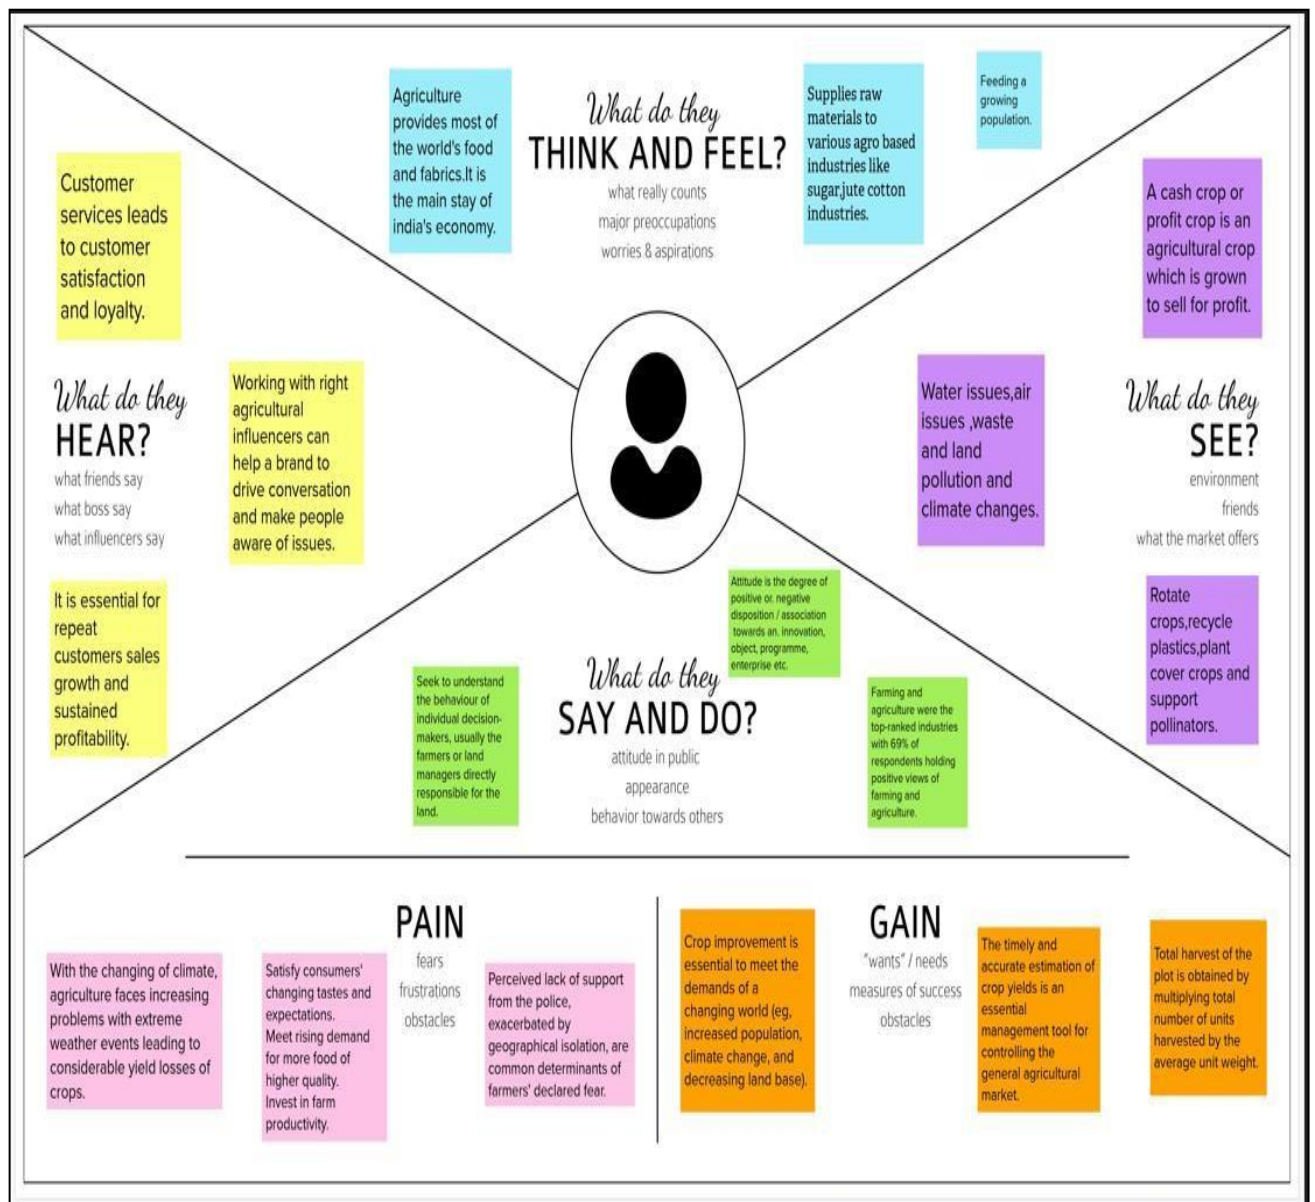 What do they
THINK AND FEEL?
what really counts
major preoccupations
worries & aspirations
Agriculture
provides most of
the world's food
and fabrics.It is
the main stay of
india's economy.
Supplies raw
materials to
various agro based
industries like
sugar,jute cotton
industries.
Feeding a
growing
population.
Customer
services leads
to customer
satisfaction
and loyalty.
What do they
HEAR?
what friends say
what boss say
what influencers say
Working with right
agricultural
influencers can
help a brand to
drive conversation
and make people
aware of issues.
It is essential for
repeat
customers sales
growth and
sustained
profitability.
A cash crop or
profit crop is an
agricultural crop
which is grown
to sell for profit.
Water issues,air
issues ,waste
and land
pollution and
climate changes.
What do they
SEE?
environment
friends
what the market offers
Rotate
crops,recycle
plastics,plant
cover crops and
support
pollinators.
Attitude is the degree of
positive or. negative
disposition / association
towards an. innovation,
object, programme,
enterprise etc.
What do they
SAY AND DO?
attitude in public
appearance
behavior towards others
Seek to understand
the behaviour of
individual decision-
makers, usually the
farmers or land
managers directly
responsible for the
land.
Farming and
agriculture were the
top-ranked industries
with 69% of
respondents holding
positive views of
farming and
agriculture.
PAIN
fears
frustrations
obstacles
With the changing of climate,
agriculture faces increasing
problems with extreme
weather events leading to
considerable yield losses of
crops.
Satisfy consumers'
changing tastes and
expectations.
Meet rising demand
for more food of
higher quality.
Invest in farm
productivity.
Perceived lack of support
from the police,
exacerbated by
geographical isolation, are
common determinants of
farmers' declared fear.
GAIN
"wants" / needs
measures of success
obstacles
Crop improvement is
essential to meet the
demands of a
changing world (eg,
increased population,
climate change, and
decreasing land base).
The timely and
accurate estimation of
crop yields is an
essential
management tool for
controlling the
general agricultural
market.
Total harvest of the
plot is obtained by
multiplying total
number of units
harvested by the
average unit weight.